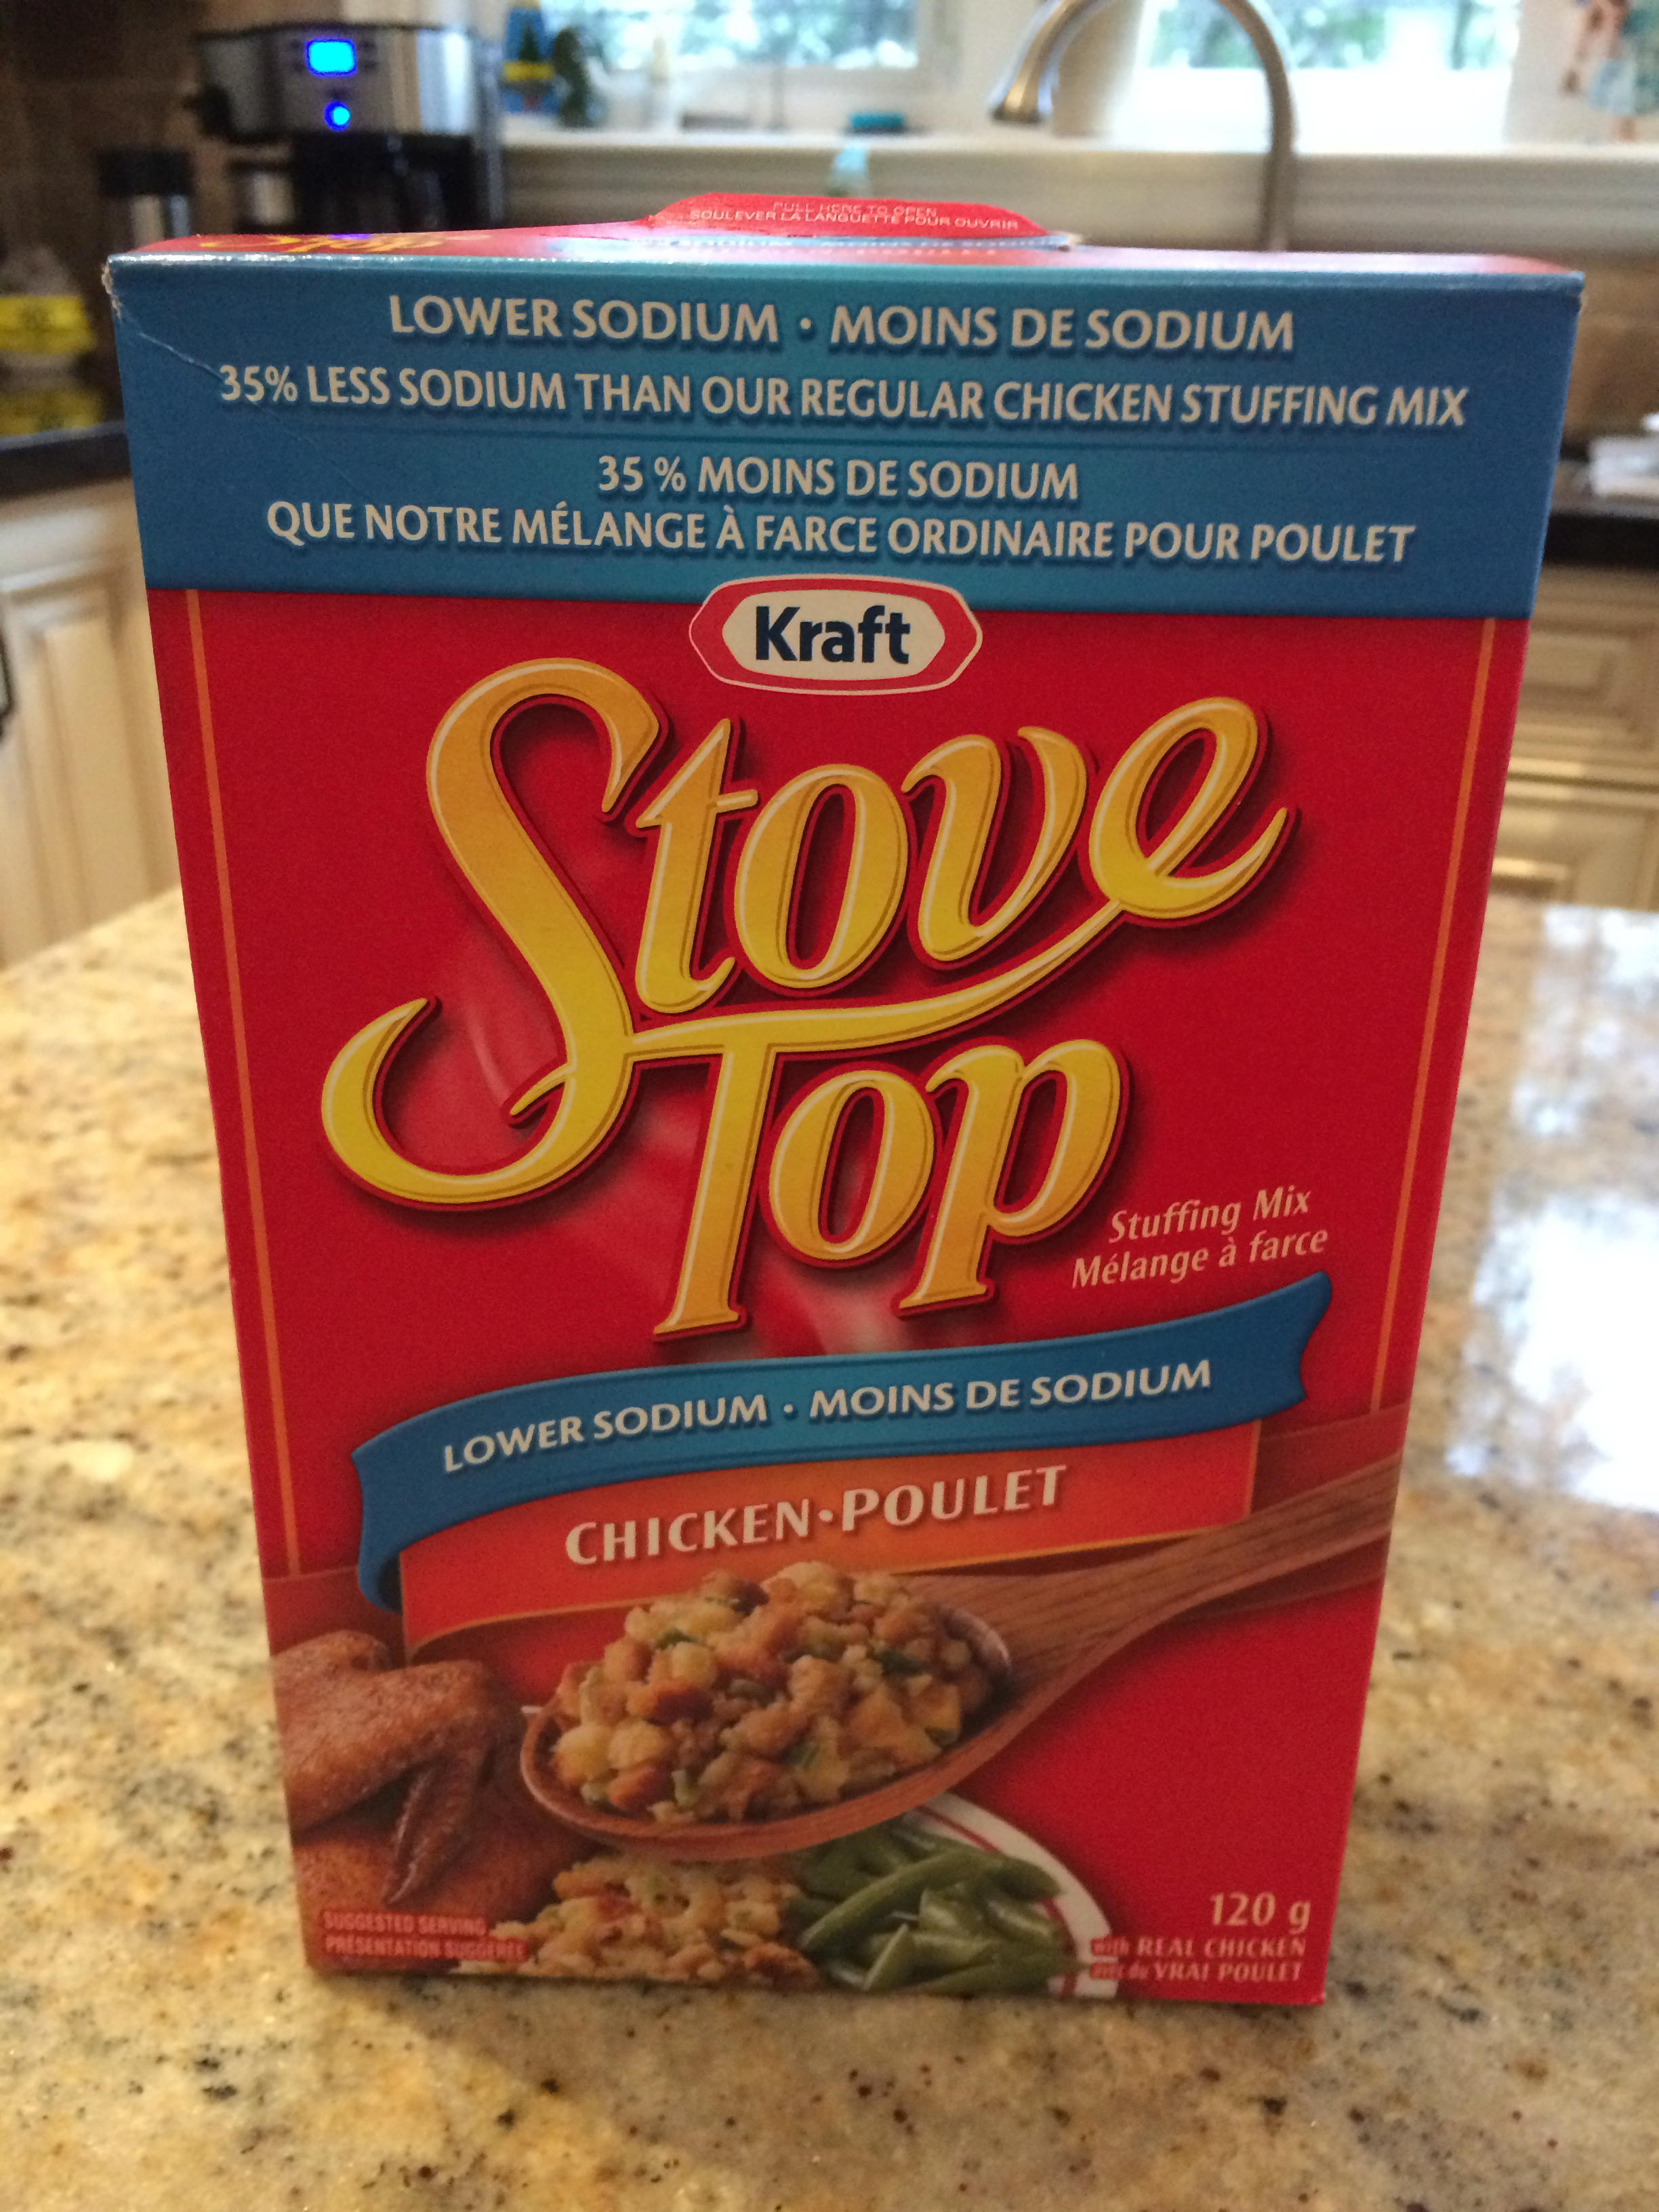 PULL HERE TO OPEN
SOULEVER LA LANGUETTE POUR OUVRIR
LOWER SODIUM • MOINS DE SODIUM
35% LESS SODIUM THAN OUR REGULAR CHICKEN STUFFING MIX
35 % MOINS DE SODIUM
QUE NOTRE MÉLANGE À FARCE ORDINAIRE POUR POULET
Kraft
Stove
Top
Stuffing Mix
Mélange à farce
LOWER SODIUM • MOINS DE SODIUM
CHICKEN • POULET
120 g
with REAL CHICKEN
avec du VRAI POULET
SUGGESTED SERVING
PRÉSENTATION SUGGÉRÉE